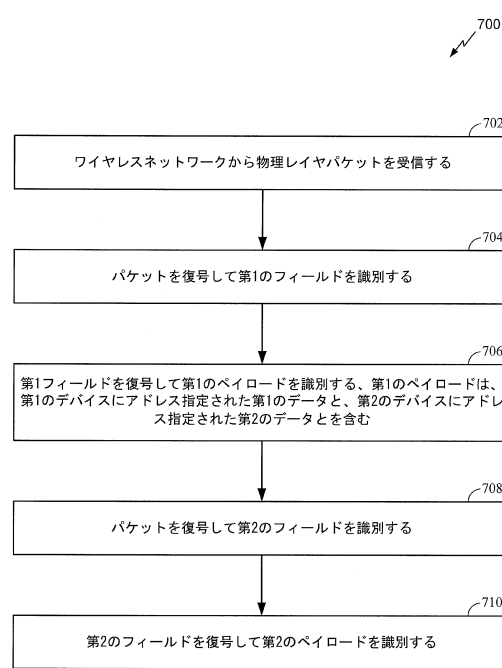 700
702
ワイヤレスネットワークから物理レイヤパケットを受信する
704
パケットを復号して第1のフィールドを識別する
706
第1フィールドを復号して第1のペイロードを識別する、第1のペイロードは、
第1のデバイスにアドレス指定された第1のデータと、第2のデバイスにアドレ
ス指定された第2のデータとを含む
708
パケットを復号して第2のフィールドを識別する
710
第2のフィールドを復号して第2のペイロードを識別する